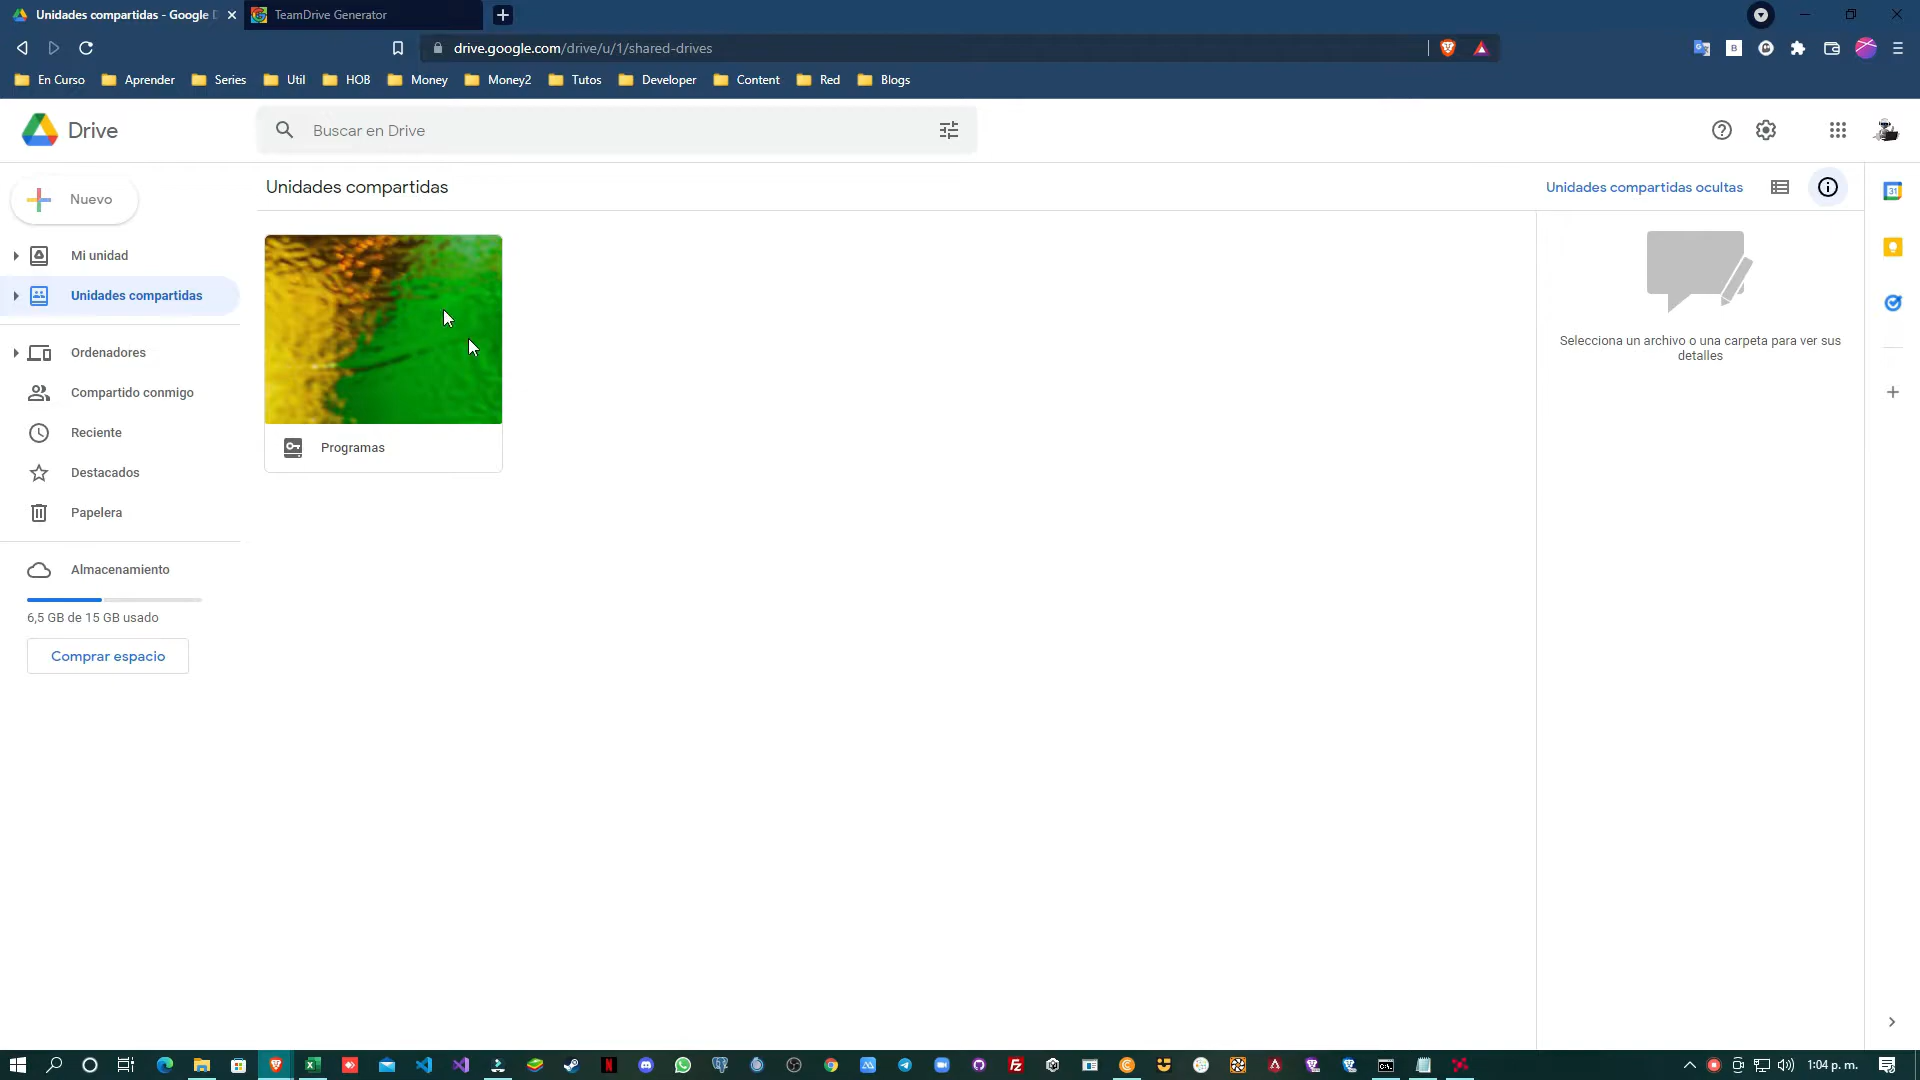 Unidades compartidas - Google D
TeamDrive Generator
drive.google.com/drive/u/1/shared-drives
En Curso
Aprender
Series
Util
HOB
Money
Money2
Tutos
Developer
Content
Red
Blogs
Drive
Buscar en Drive
Nuevo
Unidades compartidas
Unidades compartidas ocultas
Mi unidad
Unidades compartidas
Ordenadores
Compartido conmigo
Reciente
Destacados
Papelera
Almacenamiento
6,5 GB de 15 GB usado
Comprar espacio
Programas
Selecciona un archivo o una carpeta para ver sus
detalles
31
1:04 p. m.